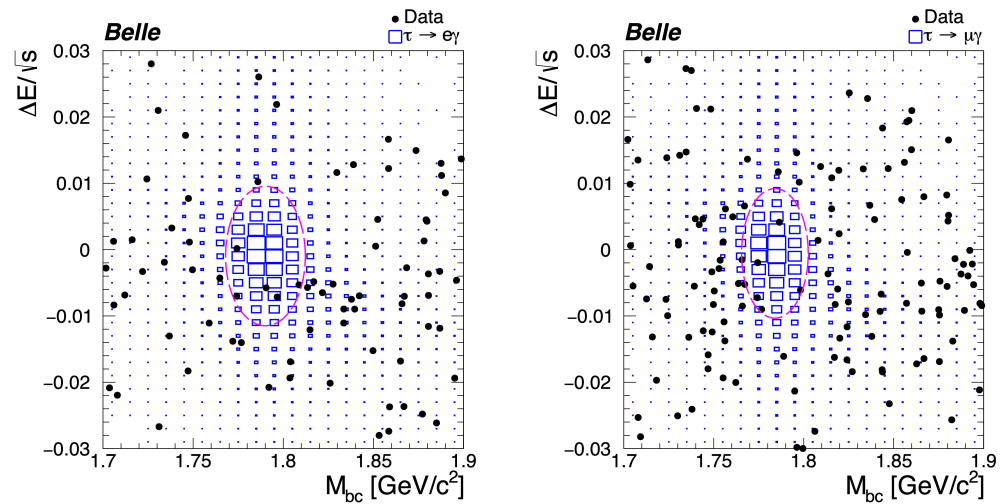 Belle
Data
τ → eγ
ΔE/√s
0.03
0.02
0.01
0
−0.01
−0.02
−0.03
1.7
1.75
1.8
1.85
1.9
M_bc [GeV/c²]
Belle
Data
τ → μγ
ΔE/√s
0.03
0.02
0.01
0
−0.01
−0.02
−0.03
1.7
1.75
1.8
1.85
1.9
M_bc [GeV/c²]